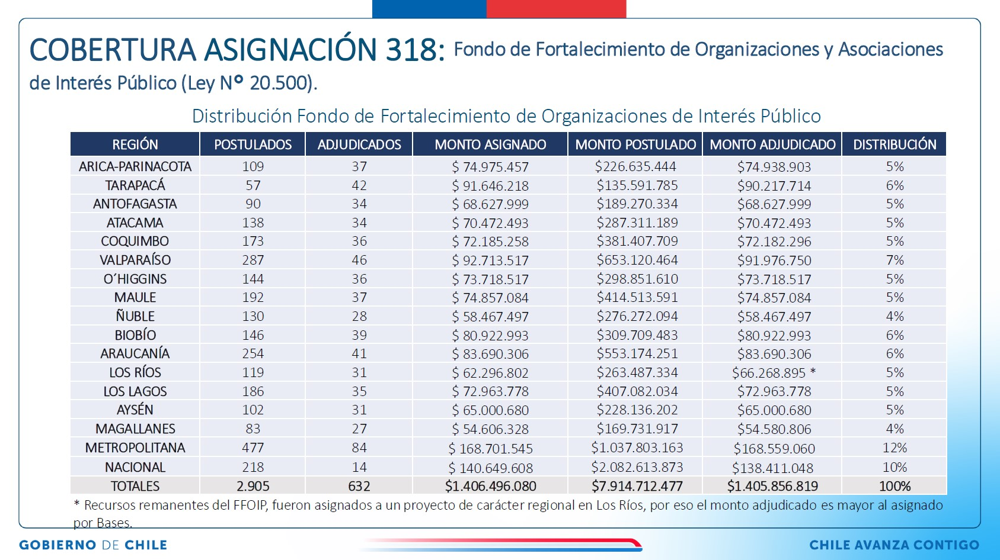 COBERTURA ASIGNACIÓN 318: Fondo de Fortalecimiento de Organizaciones y Asociaciones
de Interés Público (Ley N° 20.500).
Distribución Fondo de Fortalecimiento de Organizaciones de Interés Público
REGIÓN POSTULADOS ADJUDICADOS MONTO ASIGNADO MONTO POSTULADO MONTO ADJUDICADO DISTRIBUCIÓN
ARICA-PARINACOTA 109 37 $ 74.975.457 $226.635.444 $74.938.903 5%
TARAPACÁ 57 42 $ 91.646.218 $135.591.785 $90.217.714 6%
ANTOFAGASTA 90 34 $ 68.627.999 $189.270.334 $68.627.999 5%
ATACAMA 138 34 $ 70.472.493 $287.311.189 $70.472.493 5%
COQUIMBO 173 36 $ 72.185.258 $381.407.709 $72.182.296 5%
VALPARAÍSO 287 46 $ 92.713.517 $653.120.464 $91.976.750 7%
O´HIGGINS 144 36 $ 73.718.517 $298.851.610 $73.718.517 5%
MAULE 192 37 $ 74.857.084 $414.513.591 $74.857.084 5%
ÑUBLE 130 28 $ 58.467.497 $276.272.094 $58.467.497 4%
BIOBÍO 146 39 $ 80.922.993 $309.709.483 $80.922.993 6%
ARAUCANÍA 254 41 $ 83.690.306 $553.174.251 $83.690.306 6%
LOS RÍOS 119 31 $ 62.296.802 $263.487.334 $66.268.895 * 5%
LOS LAGOS 186 35 $ 72.963.778 $407.082.034 $72.963.778 5%
AYSÉN 102 31 $ 65.000.680 $228.136.202 $65.000.680 5%
MAGALLANES 83 27 $ 54.606.328 $169.731.917 $54.580.806 4%
METROPOLITANA 477 84 $ 168.701.545 $1.037.803.163 $168.559.060 12%
NACIONAL 218 14 $ 140.649.608 $2.082.613.873 $138.411.048 10%
TOTALES 2.905 632 $1.406.496.080 $7.914.712.477 $1.405.856.819 100%
* Recursos remanentes del FFOIP, fueron asignados a un proyecto de carácter regional en Los Ríos, por eso el monto adjudicado es mayor al asignado
por Bases.
GOBIERNO DE CHILE CHILE AVANZA CONTIGO